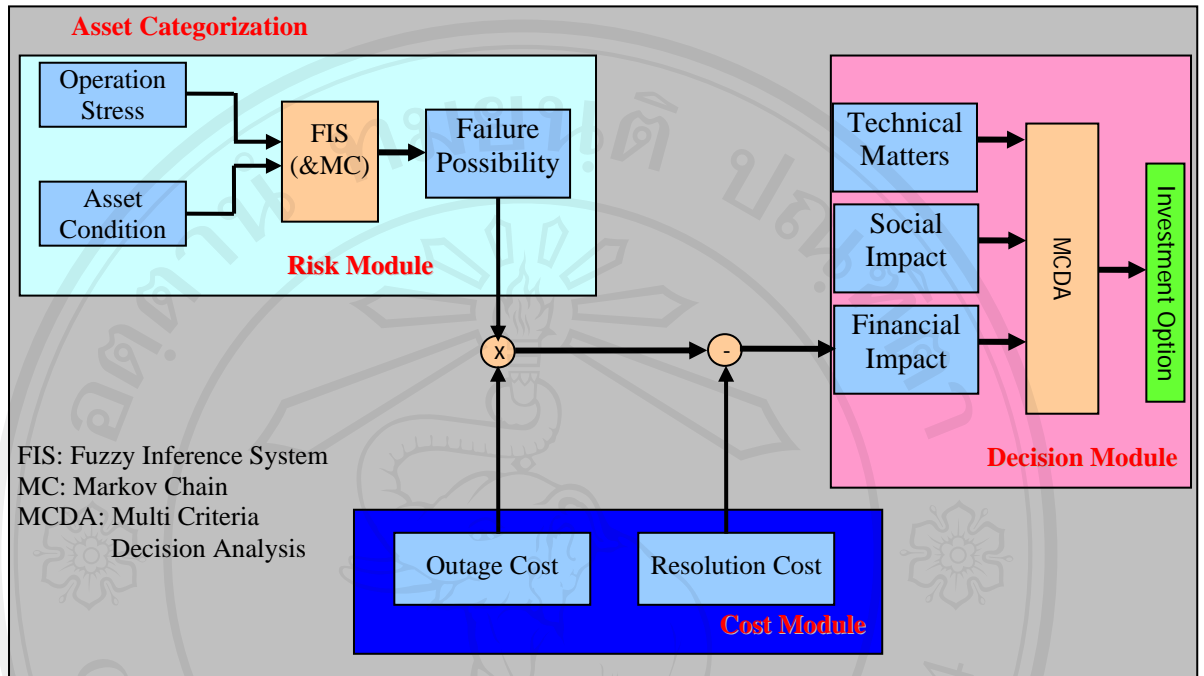 Asset Categorization
Operation
Stress
Asset
Condition
FIS
(&MC)
Failure
Possibility
Risk Module
Technical
Matters
Social
Impact
Financial
Impact
MCDA
Investment Option
Decision Module
x
-
FIS: Fuzzy Inference System
MC: Markov Chain
MCDA: Multi Criteria
Decision Analysis
Outage Cost
Resolution Cost
Cost Module